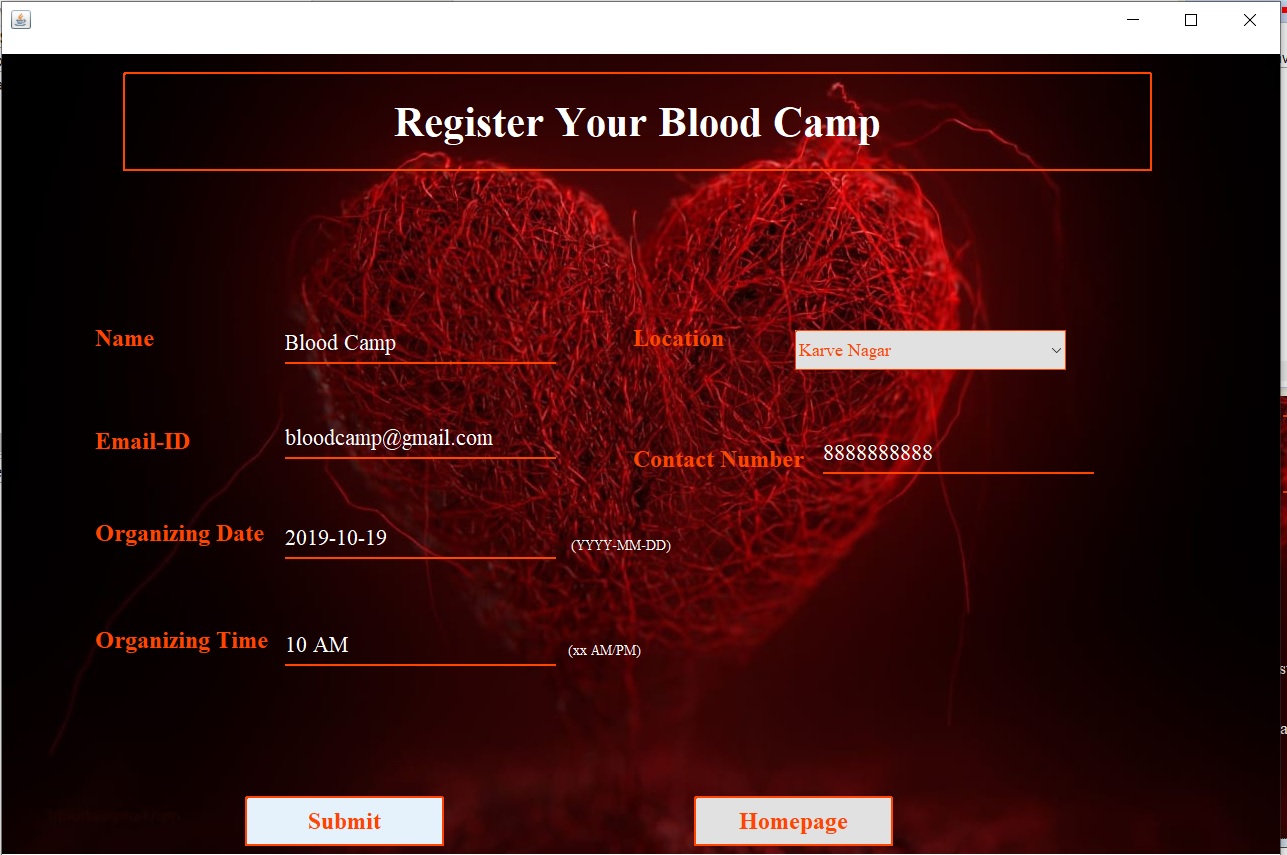 Register Your Blood Camp
Name
Blood Camp
Location
Karve Nagar
Email-ID
bloodcamp@gmail.com
Contact Number
8888888888
Organizing Date
2019-10-19
(YYYY-MM-DD)
Organizing Time
10 AM
(xx AM/PM)
Submit
Homepage